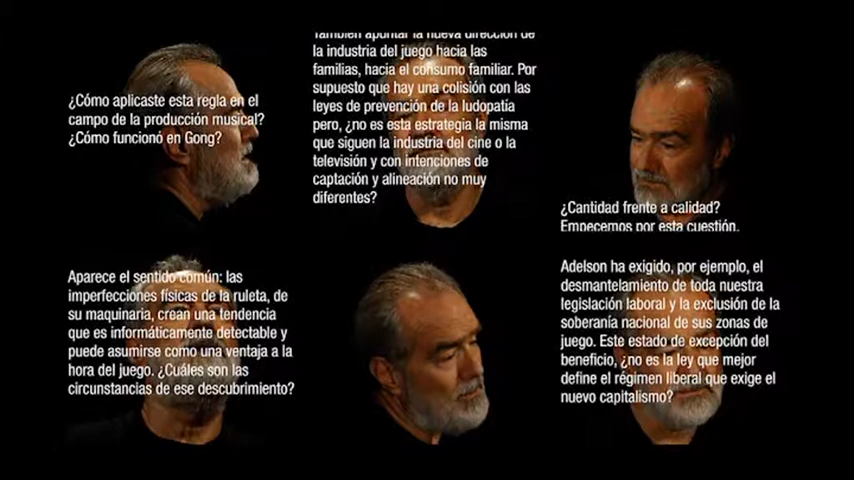 ¿Cómo aplicaste esta regla en el
campo de la producción musical?
¿Cómo funcionó en Gong?
También apuntar la nueva dirección de
la industria del juego hacia las
familias, hacia el consumo familiar. Por
supuesto que hay una colisión con las
leyes de prevención de la ludopatía
pero, ¿no es esta estrategia la misma
que siguen la industria del cine o la
televisión y con intenciones de
captación y alineación no muy
diferentes?
¿Cantidad frente a calidad?
Empecemos por esta cuestión.
Aparece el sentido común: las
imperfecciones físicas de la ruleta, de
su maquinaria, crean una tendencia
que es informáticamente detectable y
puede asumirse como una ventaja a la
hora del juego. ¿Cuáles son las
circunstancias de ese descubrimiento?
Adelson ha exigido, por ejemplo, el
desmantelamiento de toda nuestra
legislación laboral y la exclusión de la
soberanía nacional de sus zonas de
juego. Este estado de excepción del
beneficio, ¿no es la ley que mejor
define el régimen liberal que exige el
nuevo capitalismo?